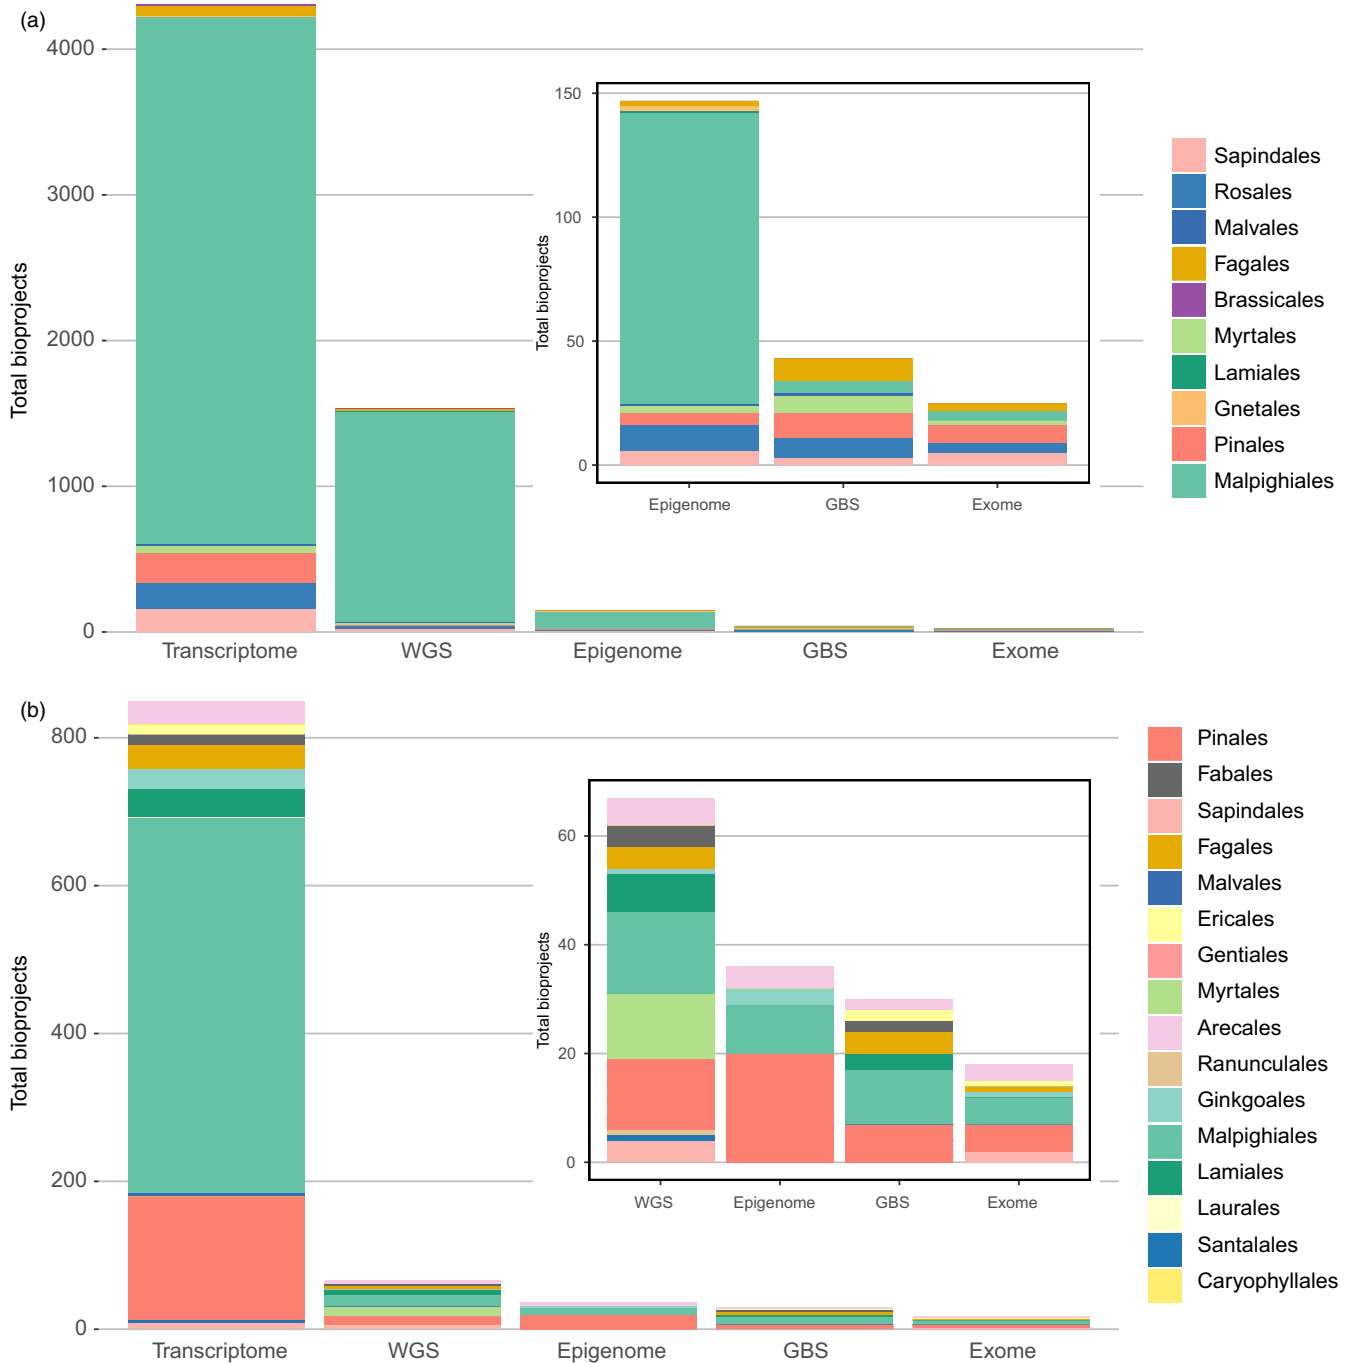 (a)
Total bioprojects
4000
3000
2000
1000
0
Transcriptome
WGS
Epigenome
GBS
Exome
Total bioprojects
150
100
50
0
Epigenome
GBS
Exome
Sapindales
Rosales
Malvales
Fagales
Brassicales
Myrtales
Lamiales
Gnetales
Pinales
Malpighiales
(b)
Total bioprojects
800
600
400
200
0
Transcriptome
WGS
Epigenome
GBS
Exome
Total bioprojects
60
40
20
0
WGS
Epigenome
GBS
Exome
Pinales
Fabales
Sapindales
Fagales
Malvales
Ericales
Gentiales
Myrtales
Arecales
Ranunculales
Ginkgoales
Malpighiales
Lamiales
Laurales
Santalales
Caryophyllales